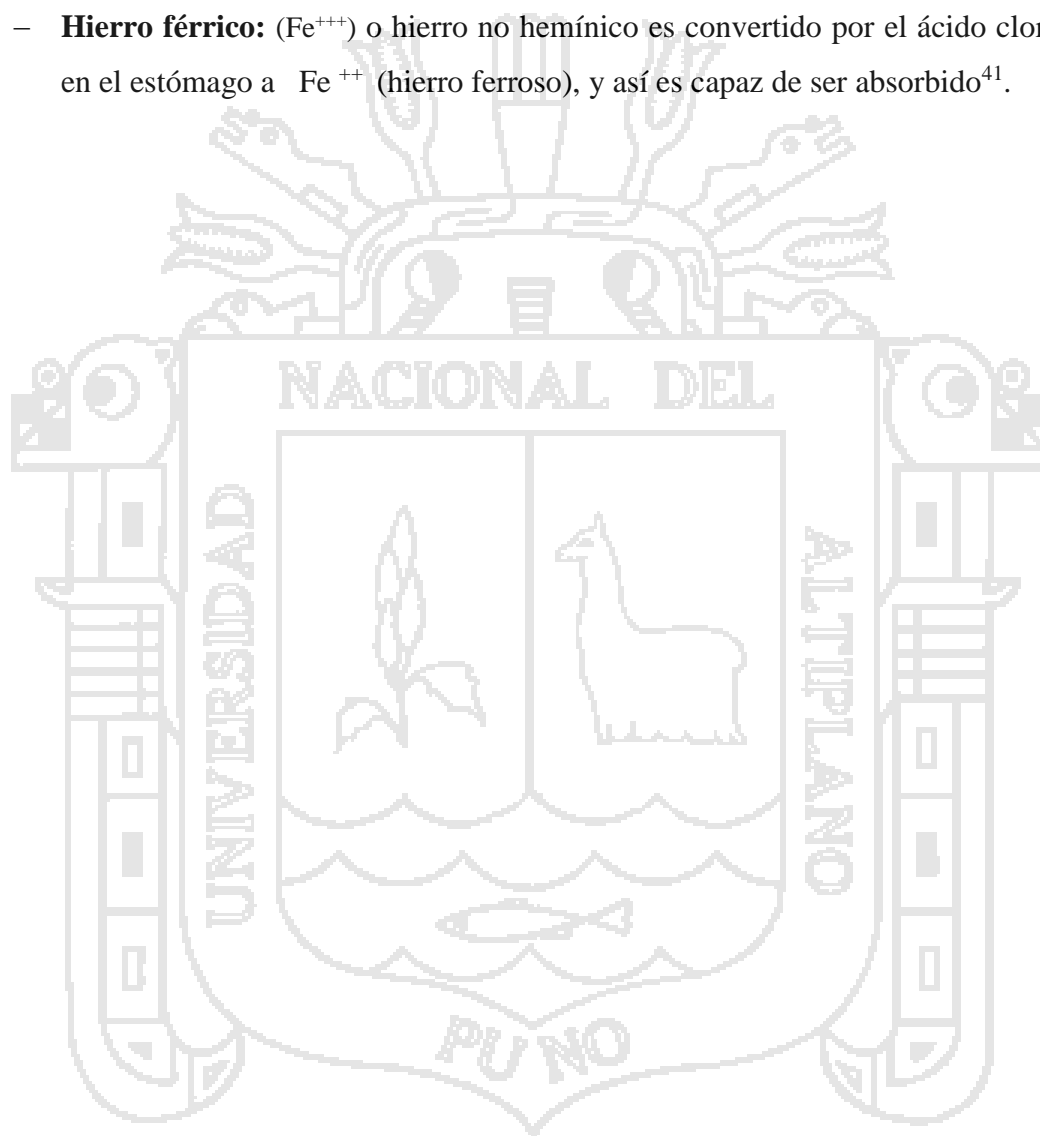 – Hierro férrico: (Fe+++) o hierro no hemínico es convertido por el ácido
en el estómago a Fe ++ (hierro ferroso), y así es capaz de ser absorbido41.
NACIONAL DEL
UNIVERSIDAD
ALTIPLANO
PUNO